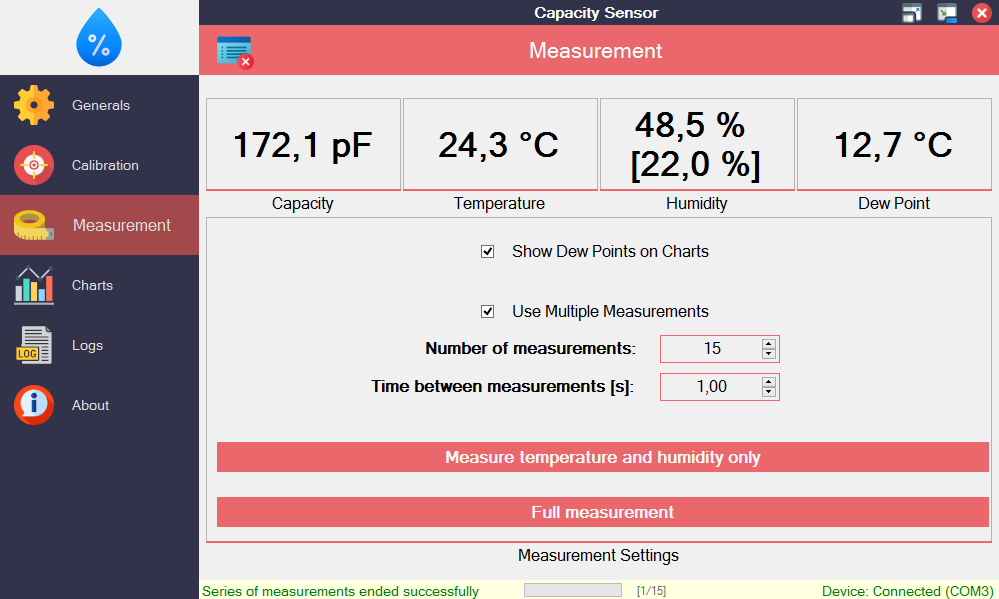 Capacity Sensor
%
Measurement
Generals
Calibration
Measurement
Charts
LOG
Logs
i
About
172,1 pF
24,3 °C
48,5 %
[22,0 %]
12,7 °C
Capacity
Temperature
Humidity
Dew Point
Show Dew Points on Charts
Use Multiple Measurements
Number of measurements: 15
Time between measurements [s]: 1,00
Measure temperature and humidity only
Full measurement
Measurement Settings
Series of measurements ended successfully
[1/15]
Device: Connected (COM3)